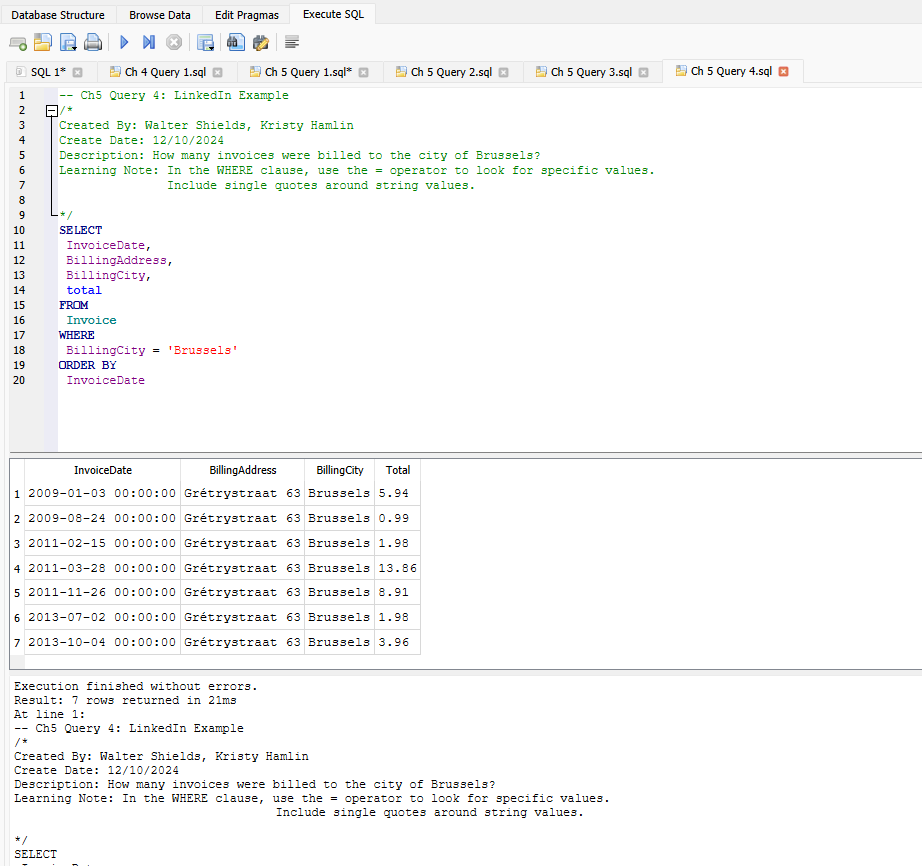 Database Structure Browse Data Edit Pragmas Execute SQL
SQL 1* Ch 4 Query 1.sql Ch 5 Query 1.sql* Ch 5 Query 2.sql Ch 5 Query 3.sql Ch 5 Query 4.sql
1 -- Ch5 Query 4: LinkedIn Example
2 /*
3 Created By: Walter Shields, Kristy Hamlin
4 Create Date: 12/10/2024
5 Description: How many invoices were billed to the city of Brussels?
6 Learning Note: In the WHERE clause, use the = operator to look for specific values.
7 Include single quotes around string values.
8
9 */
10 SELECT
11 InvoiceDate,
12 BillingAddress,
13 BillingCity,
14 total
15 FROM
16 Invoice
17 WHERE
18 BillingCity = 'Brussels'
19 ORDER BY
20 InvoiceDate
InvoiceDate BillingAddress BillingCity Total
1 2009-01-03 00:00:00 Grétrystraat 63 Brussels 5.94
2 2009-08-24 00:00:00 Grétrystraat 63 Brussels 0.99
3 2011-02-15 00:00:00 Grétrystraat 63 Brussels 1.98
4 2011-03-28 00:00:00 Grétrystraat 63 Brussels 13.86
5 2011-11-26 00:00:00 Grétrystraat 63 Brussels 8.91
6 2013-07-02 00:00:00 Grétrystraat 63 Brussels 1.98
7 2013-10-04 00:00:00 Grétrystraat 63 Brussels 3.96
Execution finished without errors.
Result: 7 rows returned in 21ms
At line 1:
-- Ch5 Query 4: LinkedIn Example
/*
Created By: Walter Shields, Kristy Hamlin
Create Date: 12/10/2024
Description: How many invoices were billed to the city of Brussels?
Learning Note: In the WHERE clause, use the = operator to look for specific values.
Include single quotes around string values.
*/
SELECT